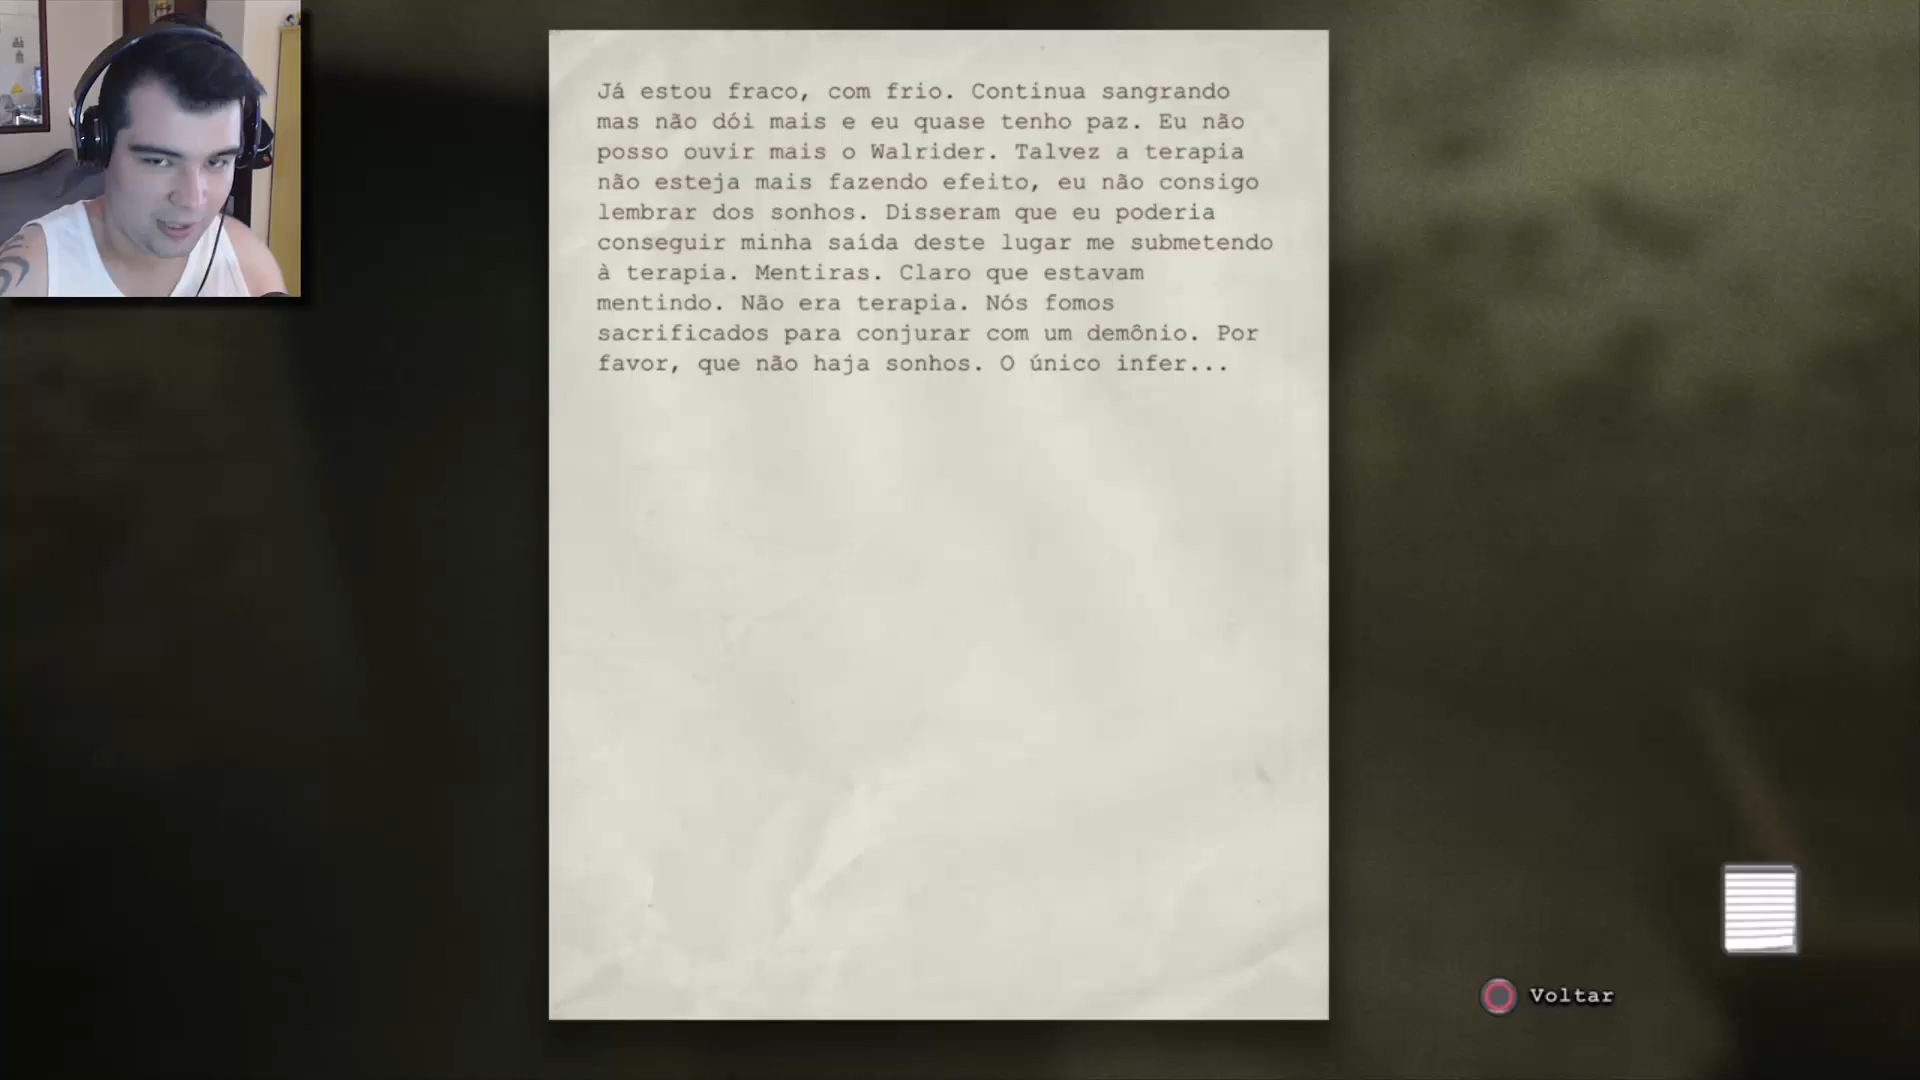 Já estou fraco, com frio. Continua sangrando
mas não dói mais e eu quase tenho paz. Eu não
posso ouvir mais o Walrider. Talvez a terapia
não esteja mais fazendo efeito, eu não consigo
lembrar dos sonhos. Disseram que eu poderia
conseguir minha saída deste lugar me submetendo
à terapia. Mentiras. Claro que estavam
mentindo. Não era terapia. Nós fomos
sacrificados para conjurar com um demônio. Por
favor, que não haja sonhos. O único infer...
Voltar